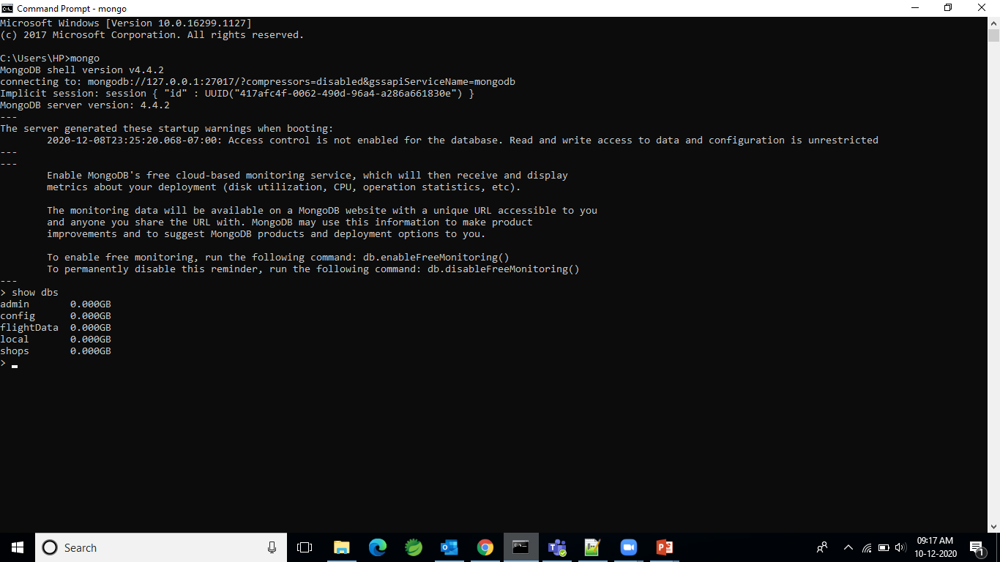 Command Prompt - mongo
Microsoft Windows [Version 10.0.16299.1127]
(c) 2017 Microsoft Corporation. All rights reserved.
C:\Users\HP>mongo
MongoDB shell version v4.4.2
connecting to: mongodb://127.0.0.1:27017/?compressors=disabled&gssapiServiceName=mongodb
Implicit session: session { "id" : UUID("417afc4f-0062-490d-96a4-a286a661830e") }
MongoDB server version: 4.4.2
---
The server generated these startup warnings when booting:
        2020-12-08T23:25:20.068-07:00: Access control is not enabled for the database. Read and write access to data and configuration is unrestricted
---
---
        Enable MongoDB's free cloud-based monitoring service, which will then receive and display
        metrics about your deployment (disk utilization, CPU, operation statistics, etc).
        The monitoring data will be available on a MongoDB website with a unique URL accessible to you
        and anyone you share the URL with. MongoDB may use this information to make product
        improvements and to suggest MongoDB products and deployment options to you.
        To enable free monitoring, run the following command: db.enableFreeMonitoring()
        To permanently disable this reminder, run the following command: db.disableFreeMonitoring()
---
> show dbs
admin       0.000GB
config      0.000GB
flightData  0.000GB
local       0.000GB
shops       0.000GB
>
Search
09:17 AM
10-12-2020
1